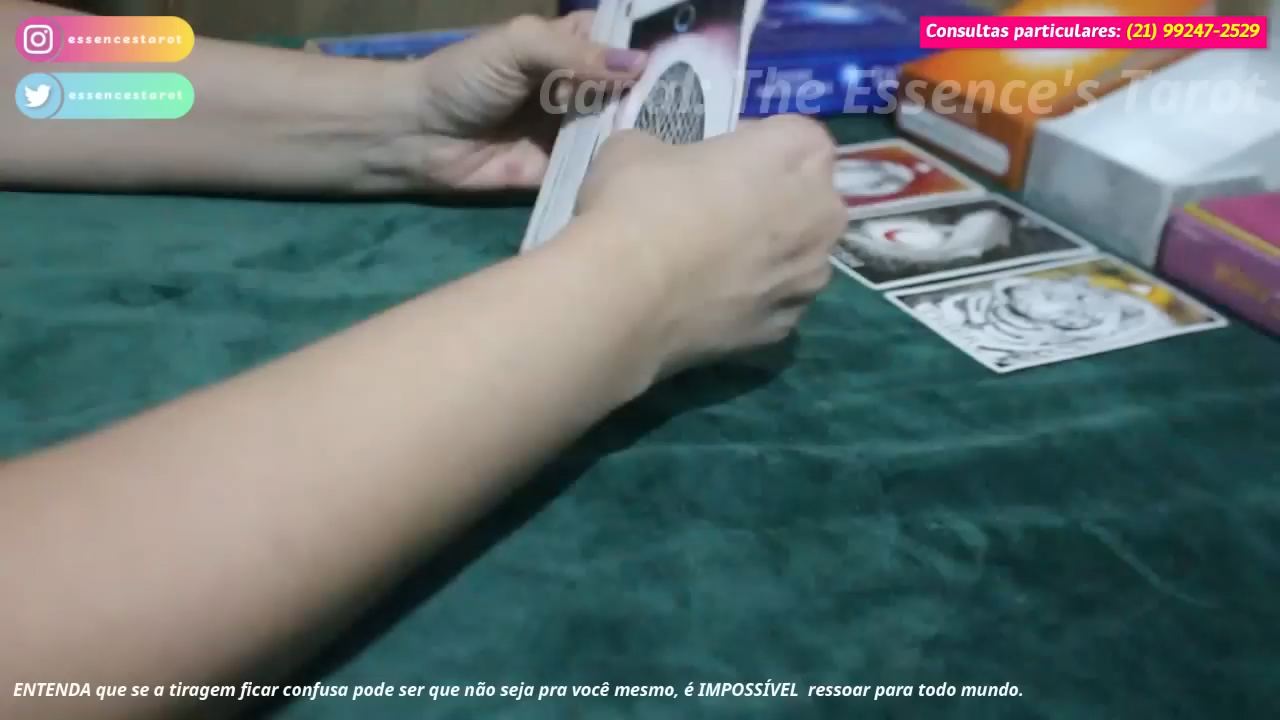 essencestarot
Consultas particulares: (21) 99247-2529
Canal The Essence's Tarot
essencestarot
ENTENDA que se a tiragem ficar confusa pode ser que não seja pra você mesmo, é IMPOSSÍVEL ressoar para todo mundo.